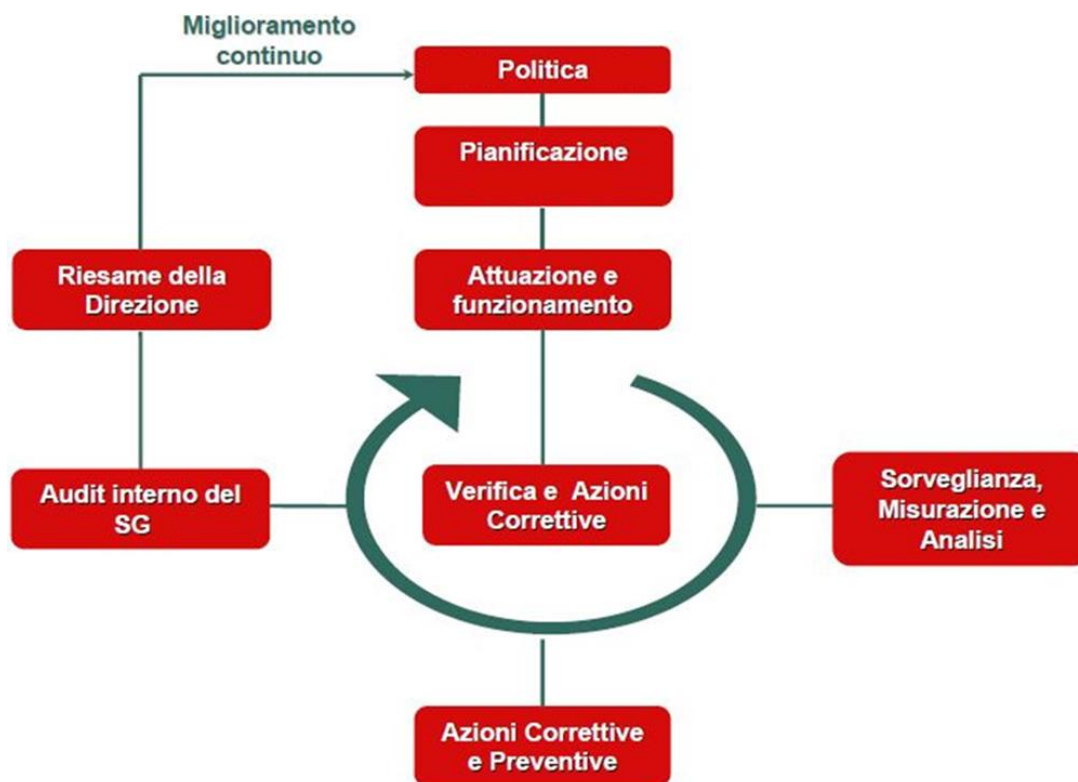 Miglioramento
continuo
Politica
Pianificazione
Riesame della
Direzione
Attuazione e
funzionamento
Audit interno del
SG
Verifica e Azioni
Correttive
Sorveglianza,
Misurazione e
Analisi
Azioni Correttive
e Preventive